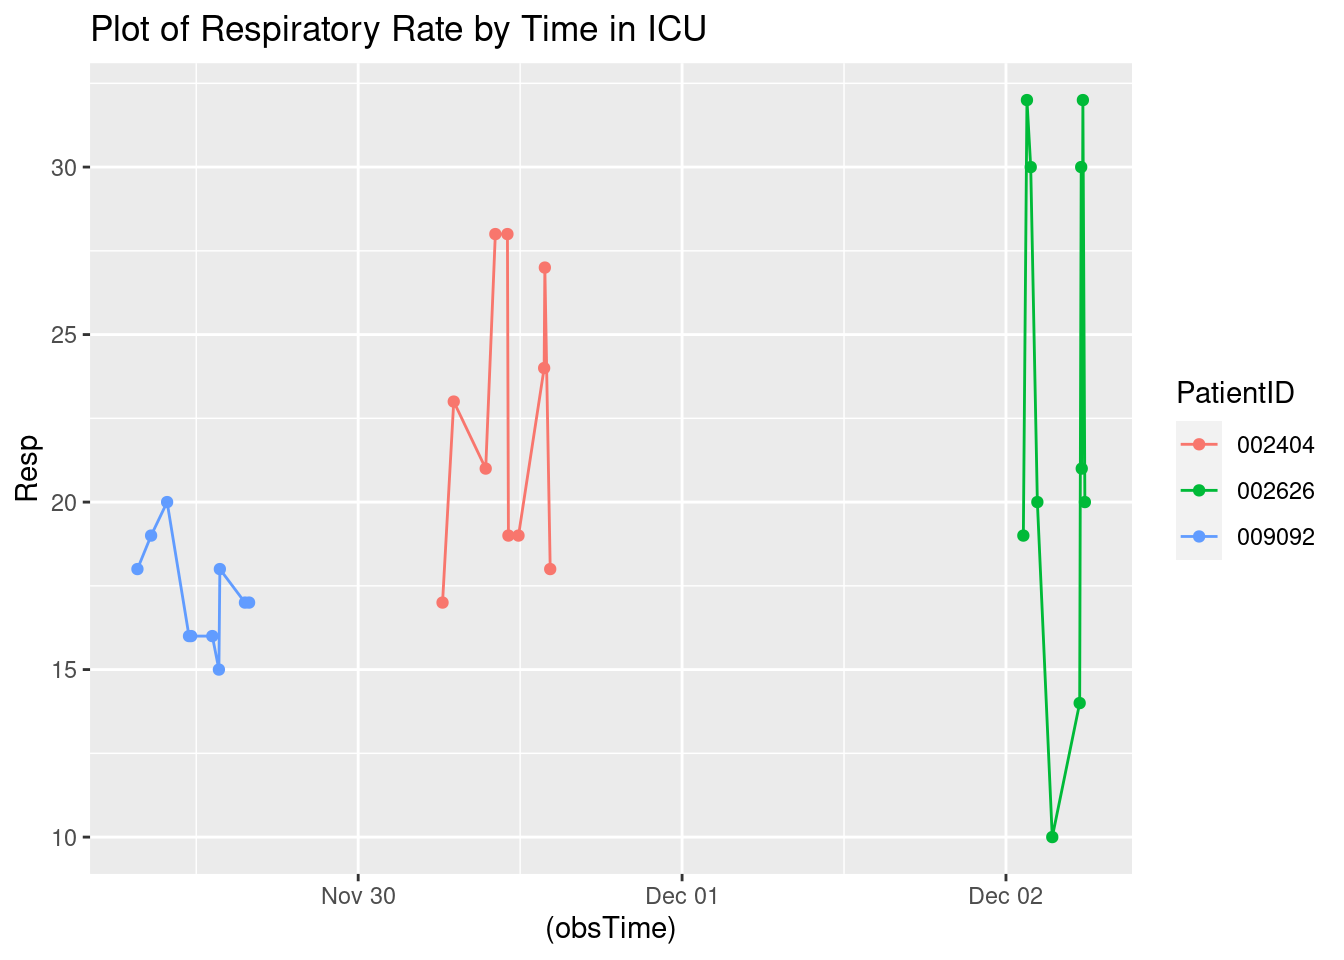 Plot of Respiratory Rate by Time in ICU
30
25
20
15
10
Resp
Nov 30
Dec 01
Dec 02
(obsTime)
PatientID
002404
002626
009092